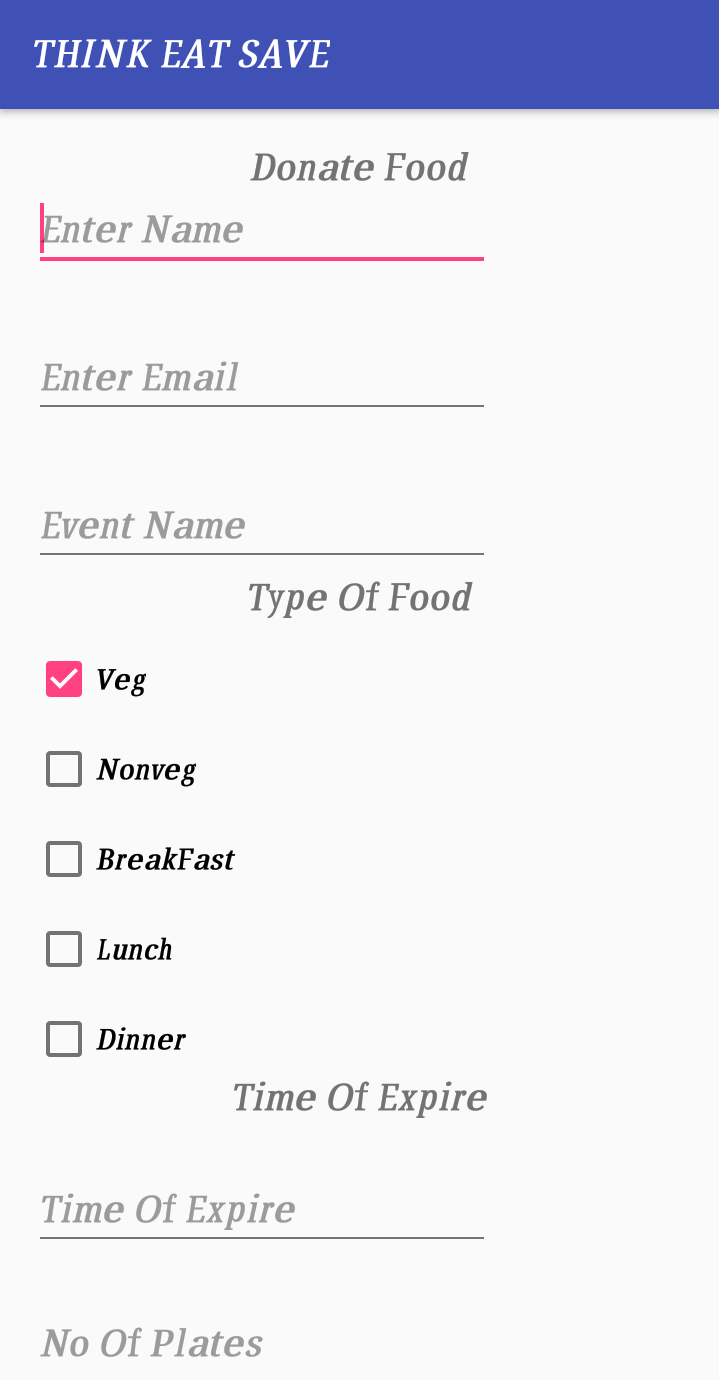 THINK EAT SAVE
Donate Food
Enter Name
Enter Email
Event Name
Type Of Food
Veg
Nonveg
BreakFast
Lunch
Dinner
Time Of Expire
Time Of Expire
No Of Plates